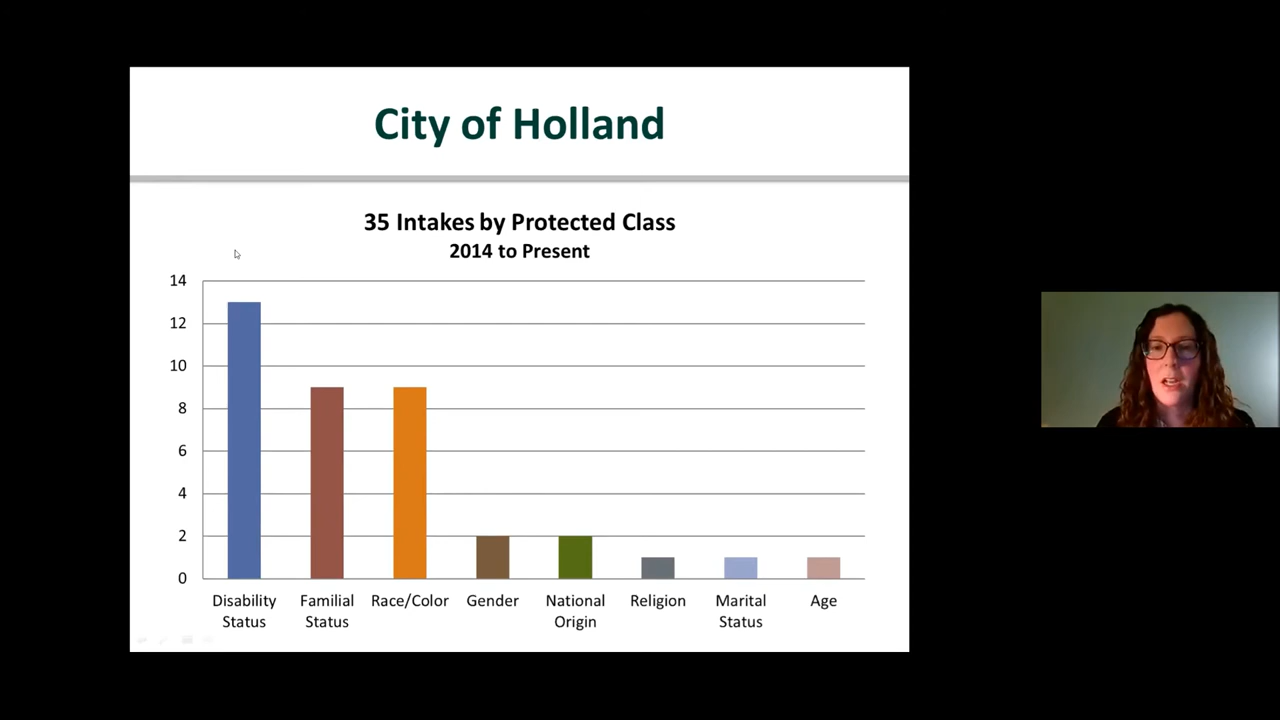 City of Holland
35 Intakes by Protected Class
2014 to Present
14
12
10
8
6
4
2
0
Disability Status
Familial Status
Race/Color
Gender
National Origin
Religion
Marital Status
Age